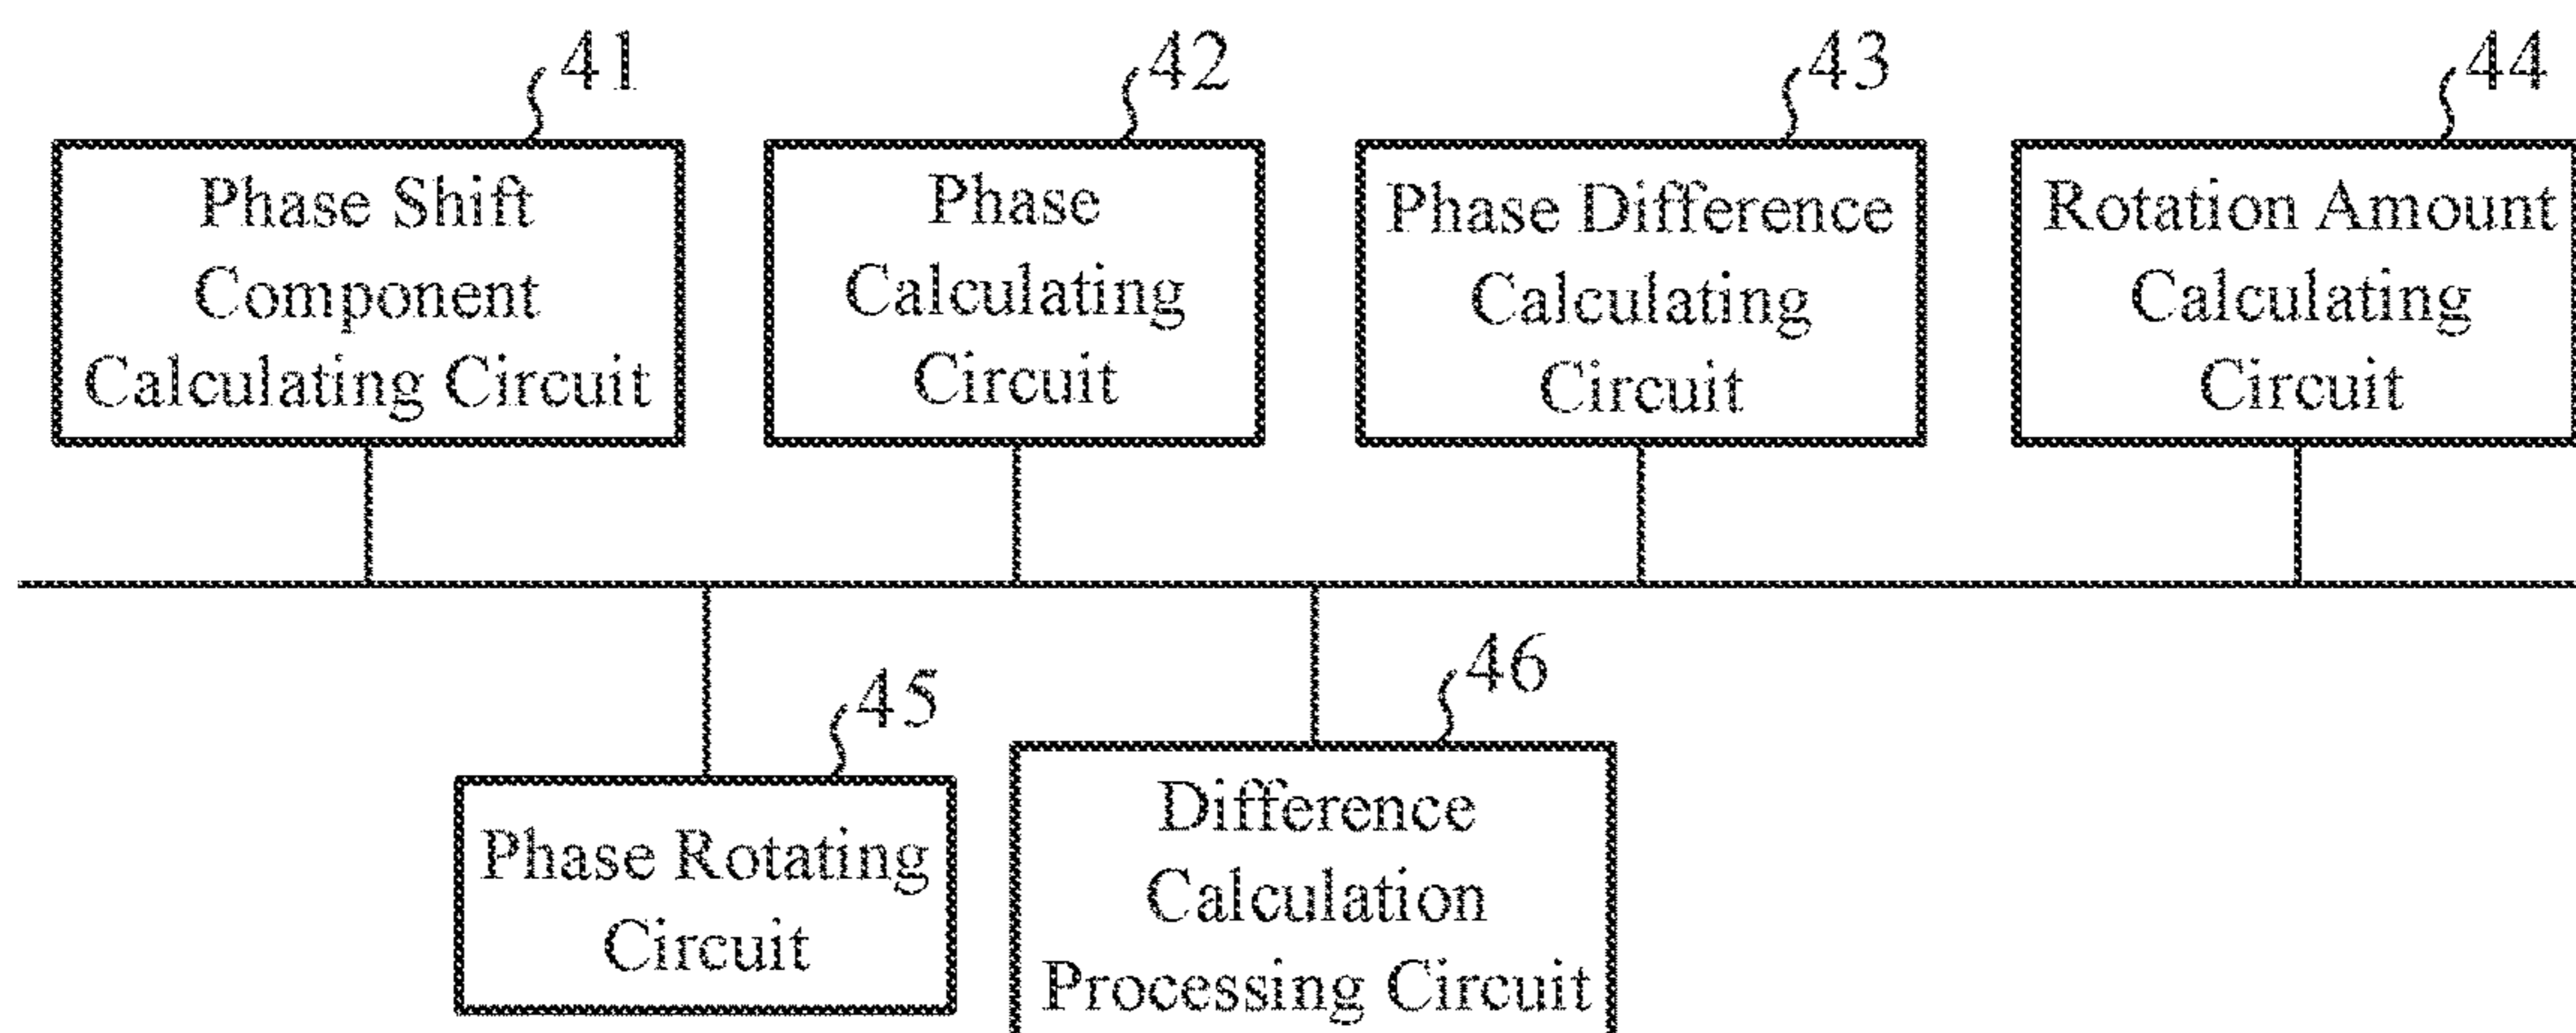 41
42
43
44
Phase Shift
Component
Calculating Circuit
Phase
Calculating
Circuit
Phase Difference
Calculating
Circuit
Rotation Amount
Calculating
Circuit
45
46
Phase Rotating
Circuit
Difference
Calculation
Processing Circuit